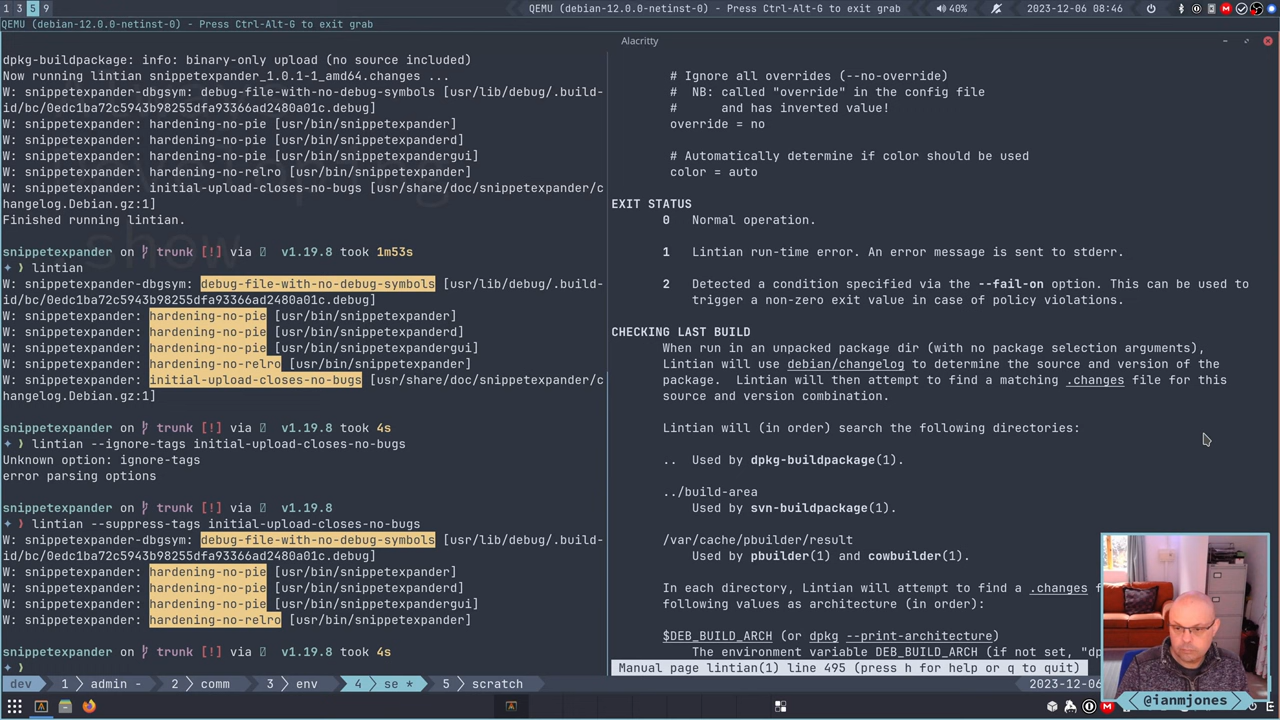 1 3 5 9
QEMU (debian-12.0.0-netinst-0) - Press Ctrl-Alt-G to exit grab
40%
2023-12-06 08:46
QEMU (debian-12.0.0-netinst-0) - Press Ctrl-Alt-G to exit grab
Alacritty
dpkg-buildpackage: info: binary-only upload (no source included)
Now running lintian snippetexpander_1.0.1-1_amd64.changes ...
W: snippetexpander-dbgsym: debug-file-with-no-debug-symbols [usr/lib/debug/.build-
id/bc/0edc1ba72c5943b98255dfa93366ad2480a01c.debug]
W: snippetexpander: hardening-no-pie [usr/bin/snippetexpander]
W: snippetexpander: hardening-no-pie [usr/bin/snippetexpanderd]
W: snippetexpander: hardening-no-pie [usr/bin/snippetexpandergui]
W: snippetexpander: hardening-no-relro [usr/bin/snippetexpander]
W: snippetexpander: initial-upload-closes-no-bugs [usr/share/doc/snippetexpander/c
hangelog.Debian.gz:1]
Finished running lintian.
show
snippetexpander on trunk [!] via v1.19.8 took 1m53s
✦ ❯ lintian
W: snippetexpander-dbgsym: debug-file-with-no-debug-symbols [usr/lib/debug/.build-
id/bc/0edc1ba72c5943b98255dfa93366ad2480a01c.debug]
W: snippetexpander: hardening-no-pie [usr/bin/snippetexpander]
W: snippetexpander: hardening-no-pie [usr/bin/snippetexpanderd]
W: snippetexpander: hardening-no-pie [usr/bin/snippetexpandergui]
W: snippetexpander: hardening-no-relro [usr/bin/snippetexpander]
W: snippetexpander: initial-upload-closes-no-bugs [usr/share/doc/snippetexpander/c
hangelog.Debian.gz:1]
snippetexpander on trunk [!] via v1.19.8 took 4s
✦ ❯ lintian --ignore-tags initial-upload-closes-no-bugs
Unknown option: ignore-tags
error parsing options
snippetexpander on trunk [!] via v1.19.8
✦ ❯ lintian --suppress-tags initial-upload-closes-no-bugs
W: snippetexpander-dbgsym: debug-file-with-no-debug-symbols [usr/lib/debug/.build-
id/bc/0edc1ba72c5943b98255dfa93366ad2480a01c.debug]
W: snippetexpander: hardening-no-pie [usr/bin/snippetexpander]
W: snippetexpander: hardening-no-pie [usr/bin/snippetexpanderd]
W: snippetexpander: hardening-no-pie [usr/bin/snippetexpandergui]
W: snippetexpander: hardening-no-relro [usr/bin/snippetexpander]
snippetexpander on trunk [!] via v1.19.8 took 4s
✦ ❯
# Ignore all overrides (--no-override)
# NB: called "override" in the config file
# and has inverted value!
override = no
# Automatically determine if color should be used
color = auto
EXIT STATUS
0 Normal operation.
1 Lintian run-time error. An error message is sent to stderr.
2 Detected a condition specified via the --fail-on option. This can be used to
trigger a non-zero exit value in case of policy violations.
CHECKING LAST BUILD
When run in an unpacked package dir (with no package selection arguments),
Lintian will use debian/changelog to determine the source and version of the
package. Lintian will then attempt to find a matching .changes file for this
source and version combination.
Lintian will (in order) search the following directories:
.. Used by dpkg-buildpackage(1).
../build-area
Used by svn-buildpackage(1).
/var/cache/pbuilder/result
Used by pbuilder(1) and cowbuilder(1).
In each directory, Lintian will attempt to find a .changes f
following values as architecture (in order):
$DEB_BUILD_ARCH (or dpkg --print-architecture)
The environment variable DEB_BUILD_ARCH (if not set, "dp
Manual page lintian(1) line 495 (press h for help or q to quit)
dev 1 admin - 2 comm 3 env 4 se * 5 scratch 2023-12-06
@ianmjones